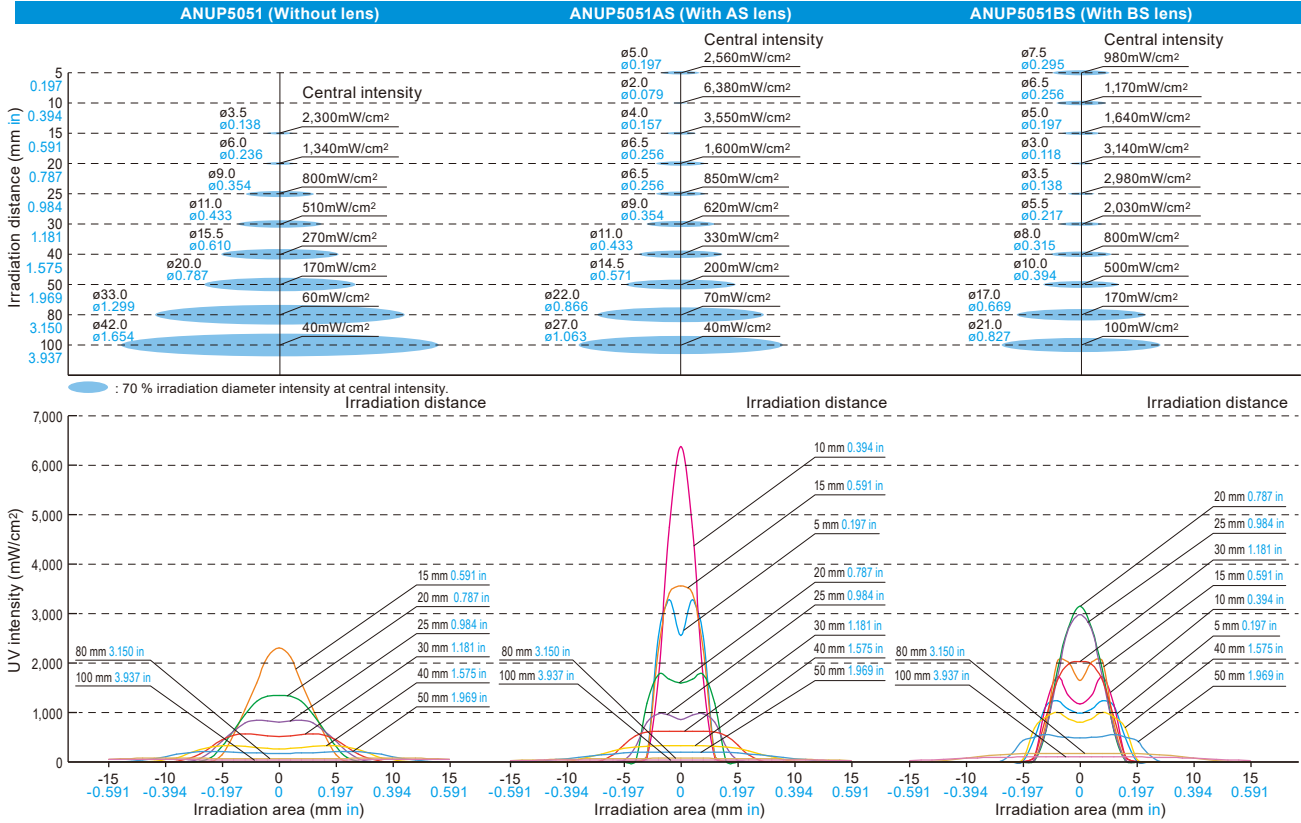 ANUP5051 (Without lens)
ANUP5051AS (With AS lens)
ANUP5051BS (With BS lens)
Irradiation distance (mm in)
5
0.197
10
0.394
15
0.591
20
0.787
25
0.984
30
1.181
40
1.575
50
1.969
80
3.150
100
3.937
Central intensity
ø3.5
ø0.138
2,300mW/cm2
ø6.0
ø0.236
1,340mW/cm2
ø9.0
ø0.354
800mW/cm2
ø11.0
ø0.433
510mW/cm2
ø15.5
ø0.610
270mW/cm2
ø20.0
ø0.787
170mW/cm2
ø33.0
ø1.299
60mW/cm2
ø42.0
ø1.654
40mW/cm2
Central intensity
ø5.0
ø0.197
2,560mW/cm2
ø2.0
ø0.079
6,380mW/cm2
ø4.0
ø0.157
3,550mW/cm2
ø6.5
ø0.256
1,600mW/cm2
ø6.5
ø0.256
850mW/cm2
ø9.0
ø0.354
620mW/cm2
ø11.0
ø0.433
330mW/cm2
ø14.5
ø0.571
200mW/cm2
ø22.0
ø0.866
70mW/cm2
ø27.0
ø1.063
40mW/cm2
Central intensity
ø7.5
ø0.295
980mW/cm2
ø6.5
ø0.256
1,170mW/cm2
ø5.0
ø0.197
1,640mW/cm2
ø3.0
ø0.118
3,140mW/cm2
ø3.5
ø0.138
2,980mW/cm2
ø5.5
ø0.217
2,030mW/cm2
ø8.0
ø0.315
800mW/cm2
ø10.0
ø0.394
500mW/cm2
ø17.0
ø0.669
170mW/cm2
ø21.0
ø0.827
100mW/cm2
: 70 % irradiation diameter intensity at central intensity.
UV intensity (mW/cm2)
7,000
6,000
5,000
4,000
3,000
2,000
1,000
0
Irradiation distance
15 mm 0.591 in
20 mm 0.787 in
25 mm 0.984 in
30 mm 1.181 in
40 mm 1.575 in
50 mm 1.969 in
80 mm 3.150 in
100 mm 3.937 in
-15 -10 -5 0 5 10 15
-0.591 -0.394 -0.197 0 0.197 0.394 0.591
Irradiation area (mm in)
Irradiation distance
10 mm 0.394 in
15 mm 0.591 in
5 mm 0.197 in
20 mm 0.787 in
25 mm 0.984 in
30 mm 1.181 in
40 mm 1.575 in
50 mm 1.969 in
80 mm 3.150 in
100 mm 3.937 in
-15 -10 -5 0 5 10 15
-0.591 -0.394 -0.197 0 0.197 0.394 0.591
Irradiation area (mm in)
Irradiation distance
20 mm 0.787 in
25 mm 0.984 in
30 mm 1.181 in
15 mm 0.591 in
10 mm 0.394 in
5 mm 0.197 in
40 mm 1.575 in
50 mm 1.969 in
80 mm 3.150 in
100 mm 3.937 in
-15 -10 -5 0 5 10 15
-0.591 -0.394 -0.197 0 0.197 0.394 0.591
Irradiation area (mm in)